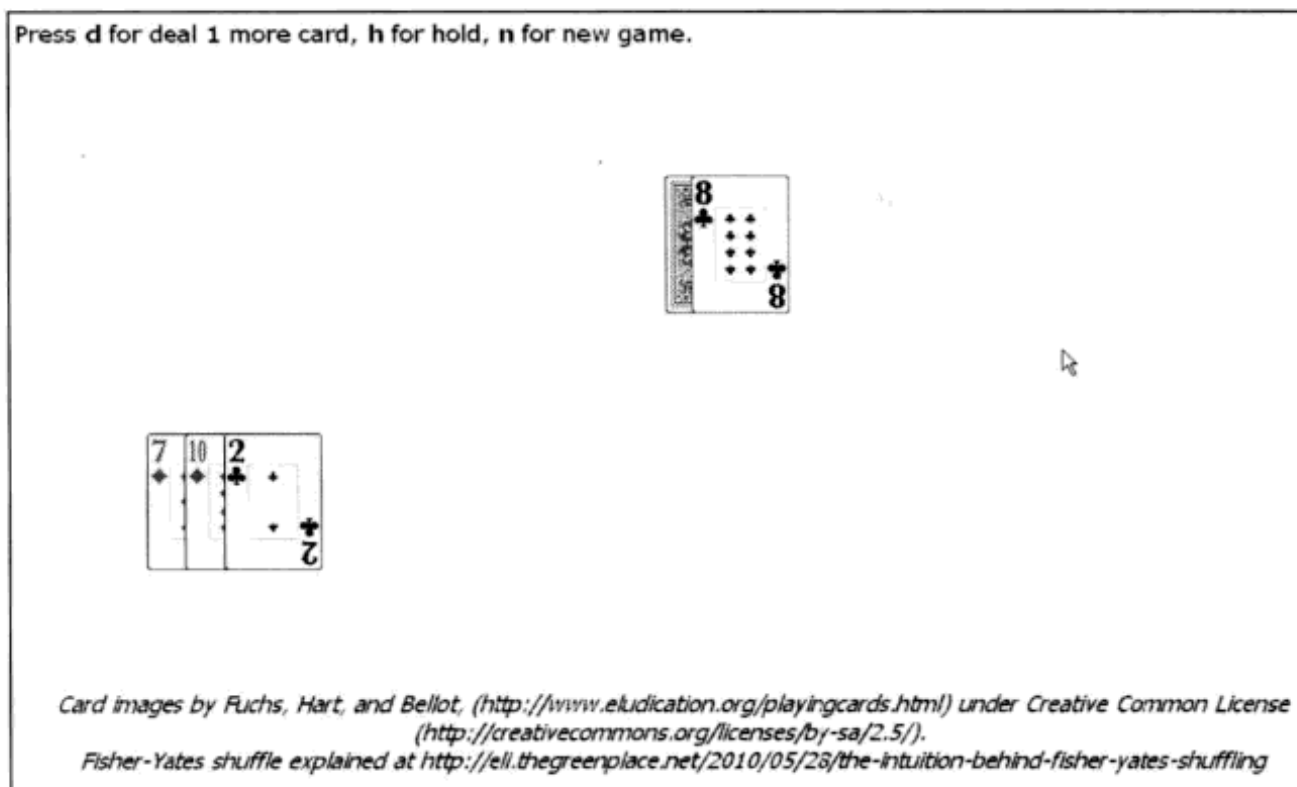 Press d for deal 1 more card, h for hold, n for new game.
8
8
7 10 2
2
Card images by Fuchs, Hart, and Bellot, (http://www.eludication.org/playingcards.html) under Creative Common License
(http://creativecommons.org/licenses/by-sa/2.5/).
Fisher-Yates shuffle explained at http://eli.thegreenplace.net/2010/05/28/the-intuition-behind-fisher-yates-shuffling